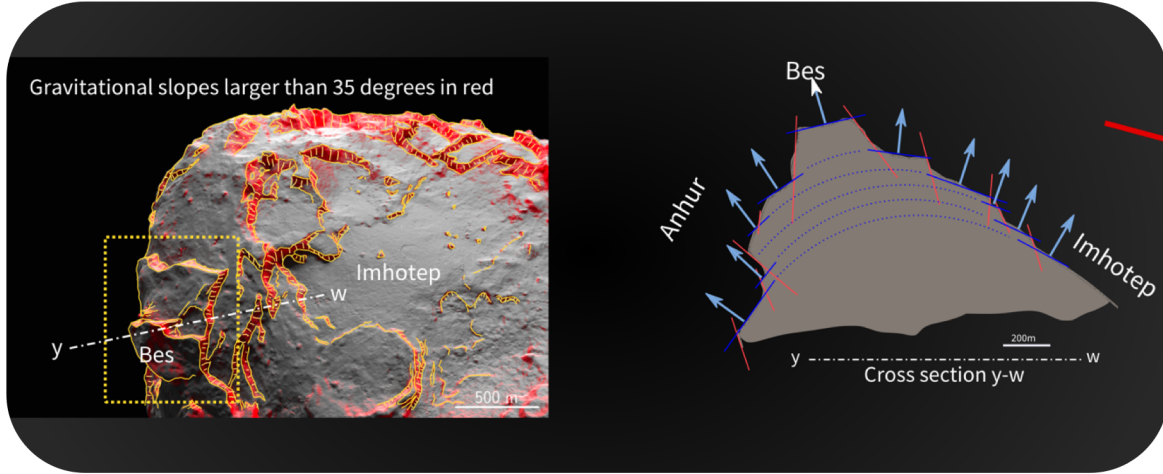 Gravitational slopes larger than 35 degrees in red
Imhotep
w
y
Bes
500 m
Bes
Anhur
Imhotep
200m
y
w
Cross section y-w